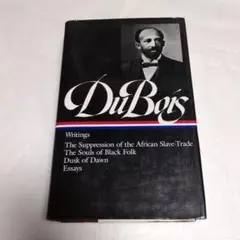 Du Bois
Writings
The Suppression of the African Slave-Trade
The Souls of Black Folk
Dusk of Dawn
Essays